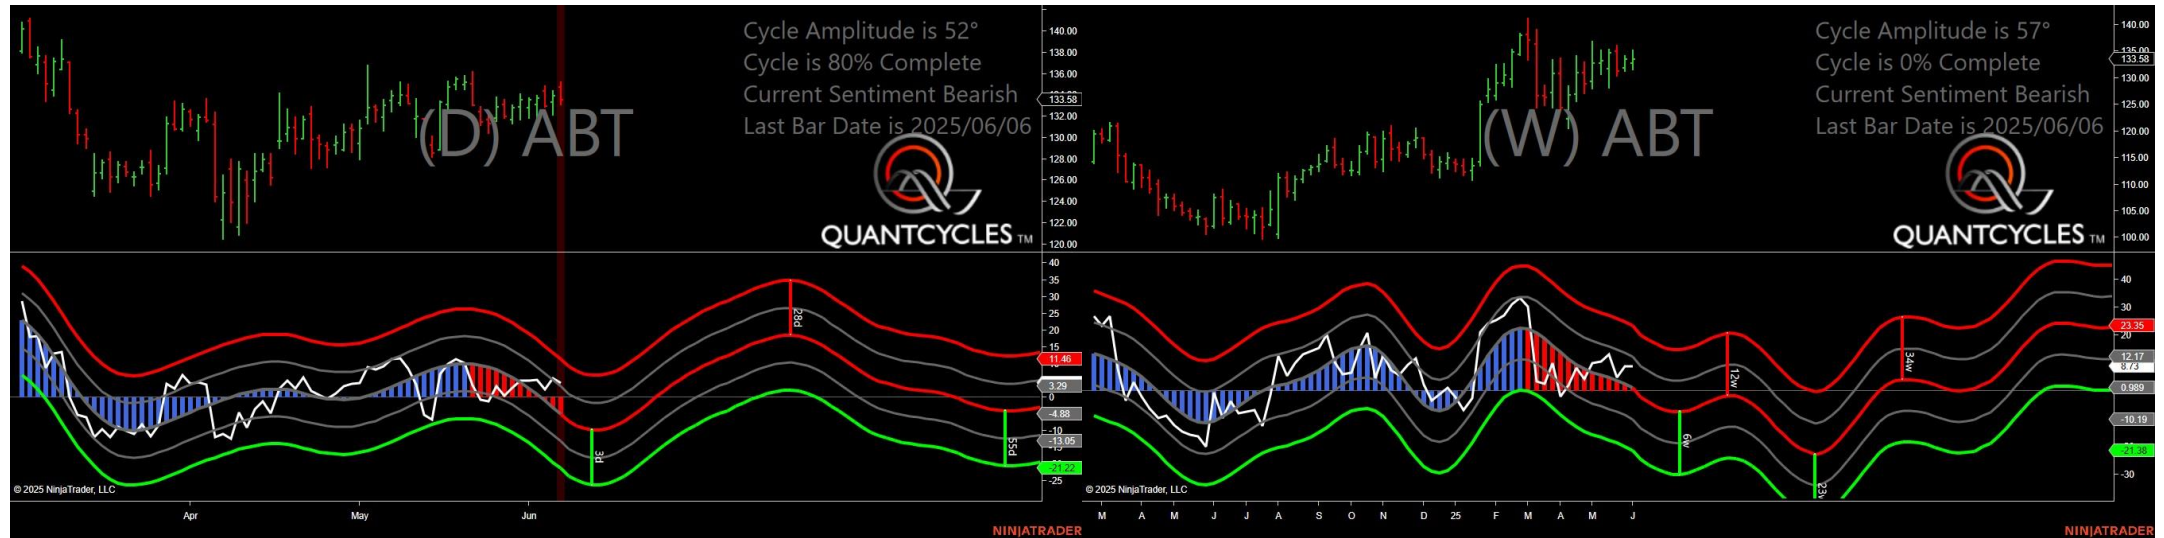 Cycle Amplitude is 52°
Cycle is 80% Complete
Current Sentiment Bearish
Last Bar Date is 2025/06/06
(D) ABT
QUANTCYCLES TM
140.00
138.00
136.00
133.58
132.00
130.00
128.00
126.00
124.00
122.00
120.00
40
35
30
25
20
15
11.46
3.29
0
-4.88
-10
-13.05
-21.22
-25
28d
3d
55d
© 2025 NinjaTrader, LLC
Apr
May
Jun
NINJATRADER
Cycle Amplitude is 57°
Cycle is 0% Complete
Current Sentiment Bearish
Last Bar Date is 2025/06/06
(W) ABT
QUANTCYCLES TM
140.00
135.00
133.58
130.00
125.00
120.00
115.00
110.00
105.00
100.00
40
30
23.35
20
12.17
8.73
0.989
-10.19
-21.38
-30
12w
34w
6w
© 2025 NinjaTrader, LLC
M A M J J A S O N D 25 F M A M J
NINJATRADER